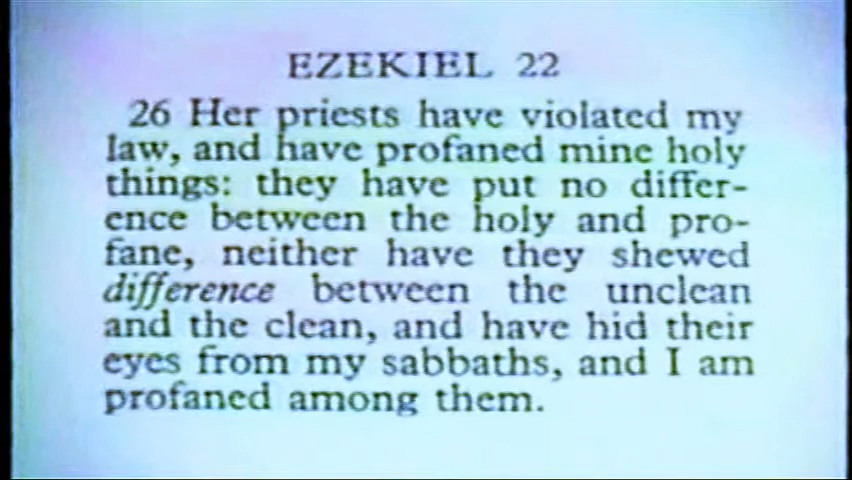 EZEKIEL 22
26 Her priests have violated my
law, and have profaned mine holy
things: they have put no differ-
ence between the holy and pro-
fane, neither have they shewed
difference between the unclean
and the clean, and have hid their
eyes from my sabbaths, and I am
profaned among them.